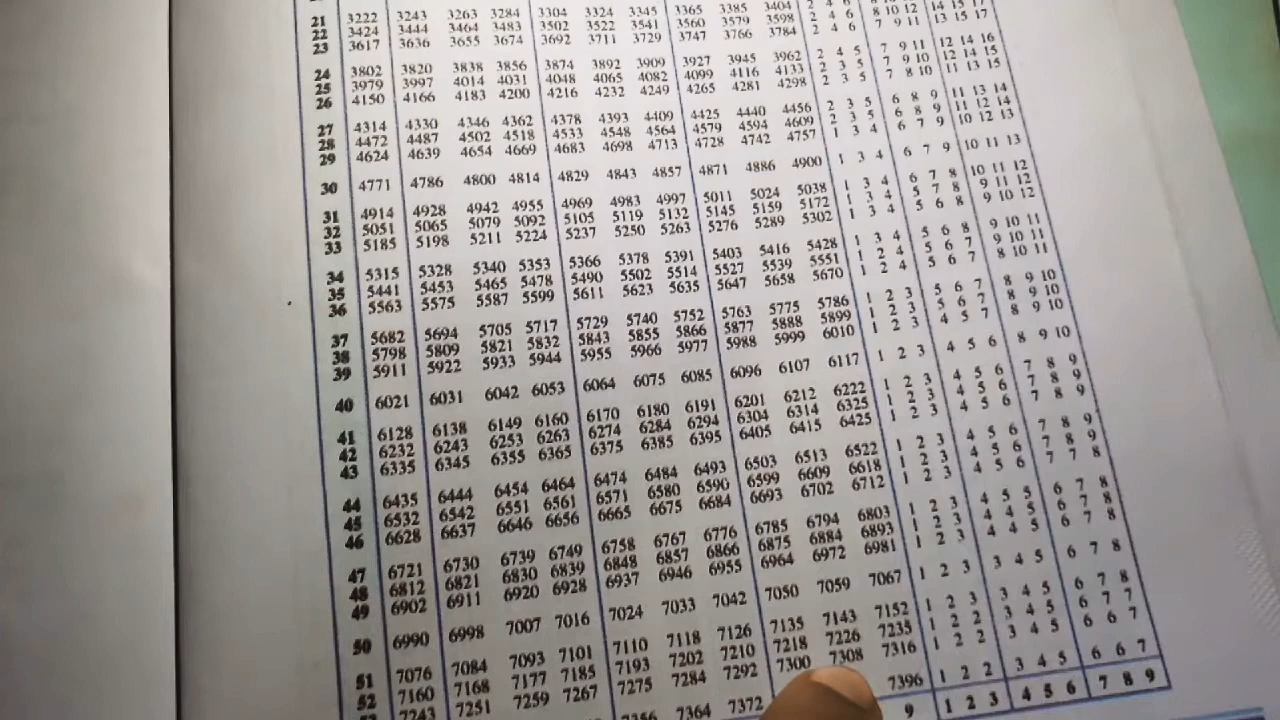 21 3222 3243 3263 3284 3304 3324 3345 3365 3385 3404 2 4 6 8 10 12
22 3424 3444 3464 3483 3502 3522 3541 3560 3579 3598 2 4 6 8 10 12 14 15 17
23 3617 3636 3655 3674 3692 3711 3729 3747 3766 3784 2 4 6 7 9 11 13 15 17
24 3802 3820 3838 3856 3874 3892 3909 3927 3945 3962 2 4 5 7 9 11 12 14 16
25 3979 3997 4014 4031 4048 4065 4082 4099 4116 4133 2 3 5 7 9 10 12 14 15
26 4150 4166 4183 4200 4216 4232 4249 4265 4281 4298 2 3 5 7 8 10 11 13 15
27 4314 4330 4346 4362 4378 4393 4409 4425 4440 4456 2 3 5 6 8 9 11 13 14
28 4472 4487 4502 4518 4533 4548 4564 4579 4594 4609 2 3 5 6 8 9 11 12 14
29 4624 4639 4654 4669 4683 4698 4713 4728 4742 4757 1 3 4 6 7 9 10 12 13
30 4771 4786 4800 4814 4829 4843 4857 4871 4886 4900 1 3 4 6 7 9 10 11 13
31 4914 4928 4942 4955 4969 4983 4997 5011 5024 5038 1 3 4 6 7 8 10 11 12
32 5051 5065 5079 5092 5105 5119 5132 5145 5159 5172 1 3 4 5 7 8 9 11 12
33 5185 5198 5211 5224 5237 5250 5263 5276 5289 5302 1 3 4 5 6 8 9 10 12
34 5315 5328 5340 5353 5366 5378 5391 5403 5416 5428 1 3 4 5 6 8 9 10 11
35 5441 5453 5465 5478 5490 5502 5514 5527 5539 5551 1 2 4 5 6 7 9 10 11
36 5563 5575 5587 5599 5611 5623 5635 5647 5658 5670 1 2 4 5 6 7 8 10 11
37 5682 5694 5705 5717 5729 5740 5752 5763 5775 5786 1 2 3 5 6 7 8 9 10
38 5798 5809 5821 5832 5843 5855 5866 5877 5888 5899 1 2 3 5 6 7 8 9 10
39 5911 5922 5933 5944 5955 5966 5977 5988 5999 6010 1 2 3 4 5 7 8 9 10
40 6021 6031 6042 6053 6064 6075 6085 6096 6107 6117 1 2 3 4 5 6 8 9 10
41 6128 6138 6149 6160 6170 6180 6191 6201 6212 6222 1 2 3 4 5 6 7 8 9
42 6232 6243 6253 6263 6274 6284 6294 6304 6314 6325 1 2 3 4 5 6 7 8 9
43 6335 6345 6355 6365 6375 6385 6395 6405 6415 6425 1 2 3 4 5 6 7 8 9
44 6435 6444 6454 6464 6474 6484 6493 6503 6513 6522 1 2 3 4 5 6 7 8 9
45 6532 6542 6551 6561 6571 6580 6590 6599 6609 6618 1 2 3 4 5 6 7 8 9
46 6628 6637 6646 6656 6665 6675 6684 6693 6702 6712 1 2 3 4 5 6 7 7 8
47 6721 6730 6739 6749 6758 6767 6776 6785 6794 6803 1 2 3 4 5 5 6 7 8
48 6812 6821 6830 6839 6848 6857 6866 6875 6884 6893 1 2 3 4 4 5 6 7 8
49 6902 6911 6920 6928 6937 6946 6955 6964 6972 6981 1 2 3 4 4 5 6 7 8
50 6990 6998 7007 7016 7024 7033 7042 7050 7059 7067 1 2 3 3 4 5 6 7 8
51 7076 7084 7093 7101 7110 7118 7126 7135 7143 7152 1 2 3 3 4 5 6 7 8
52 7160 7168 7177 7185 7193 7202 7210 7218 7226 7235 1 2 2 3 4 5 6 7 7
7243 7251 7259 7267 7275 7284 7292 7300 7308 7316 1 2 2 3 4 5 6 6 7
7364 7372 7396 1 2 2 3 4 5 6 6 7
9 1 2 3 4 5 6 7 8 9